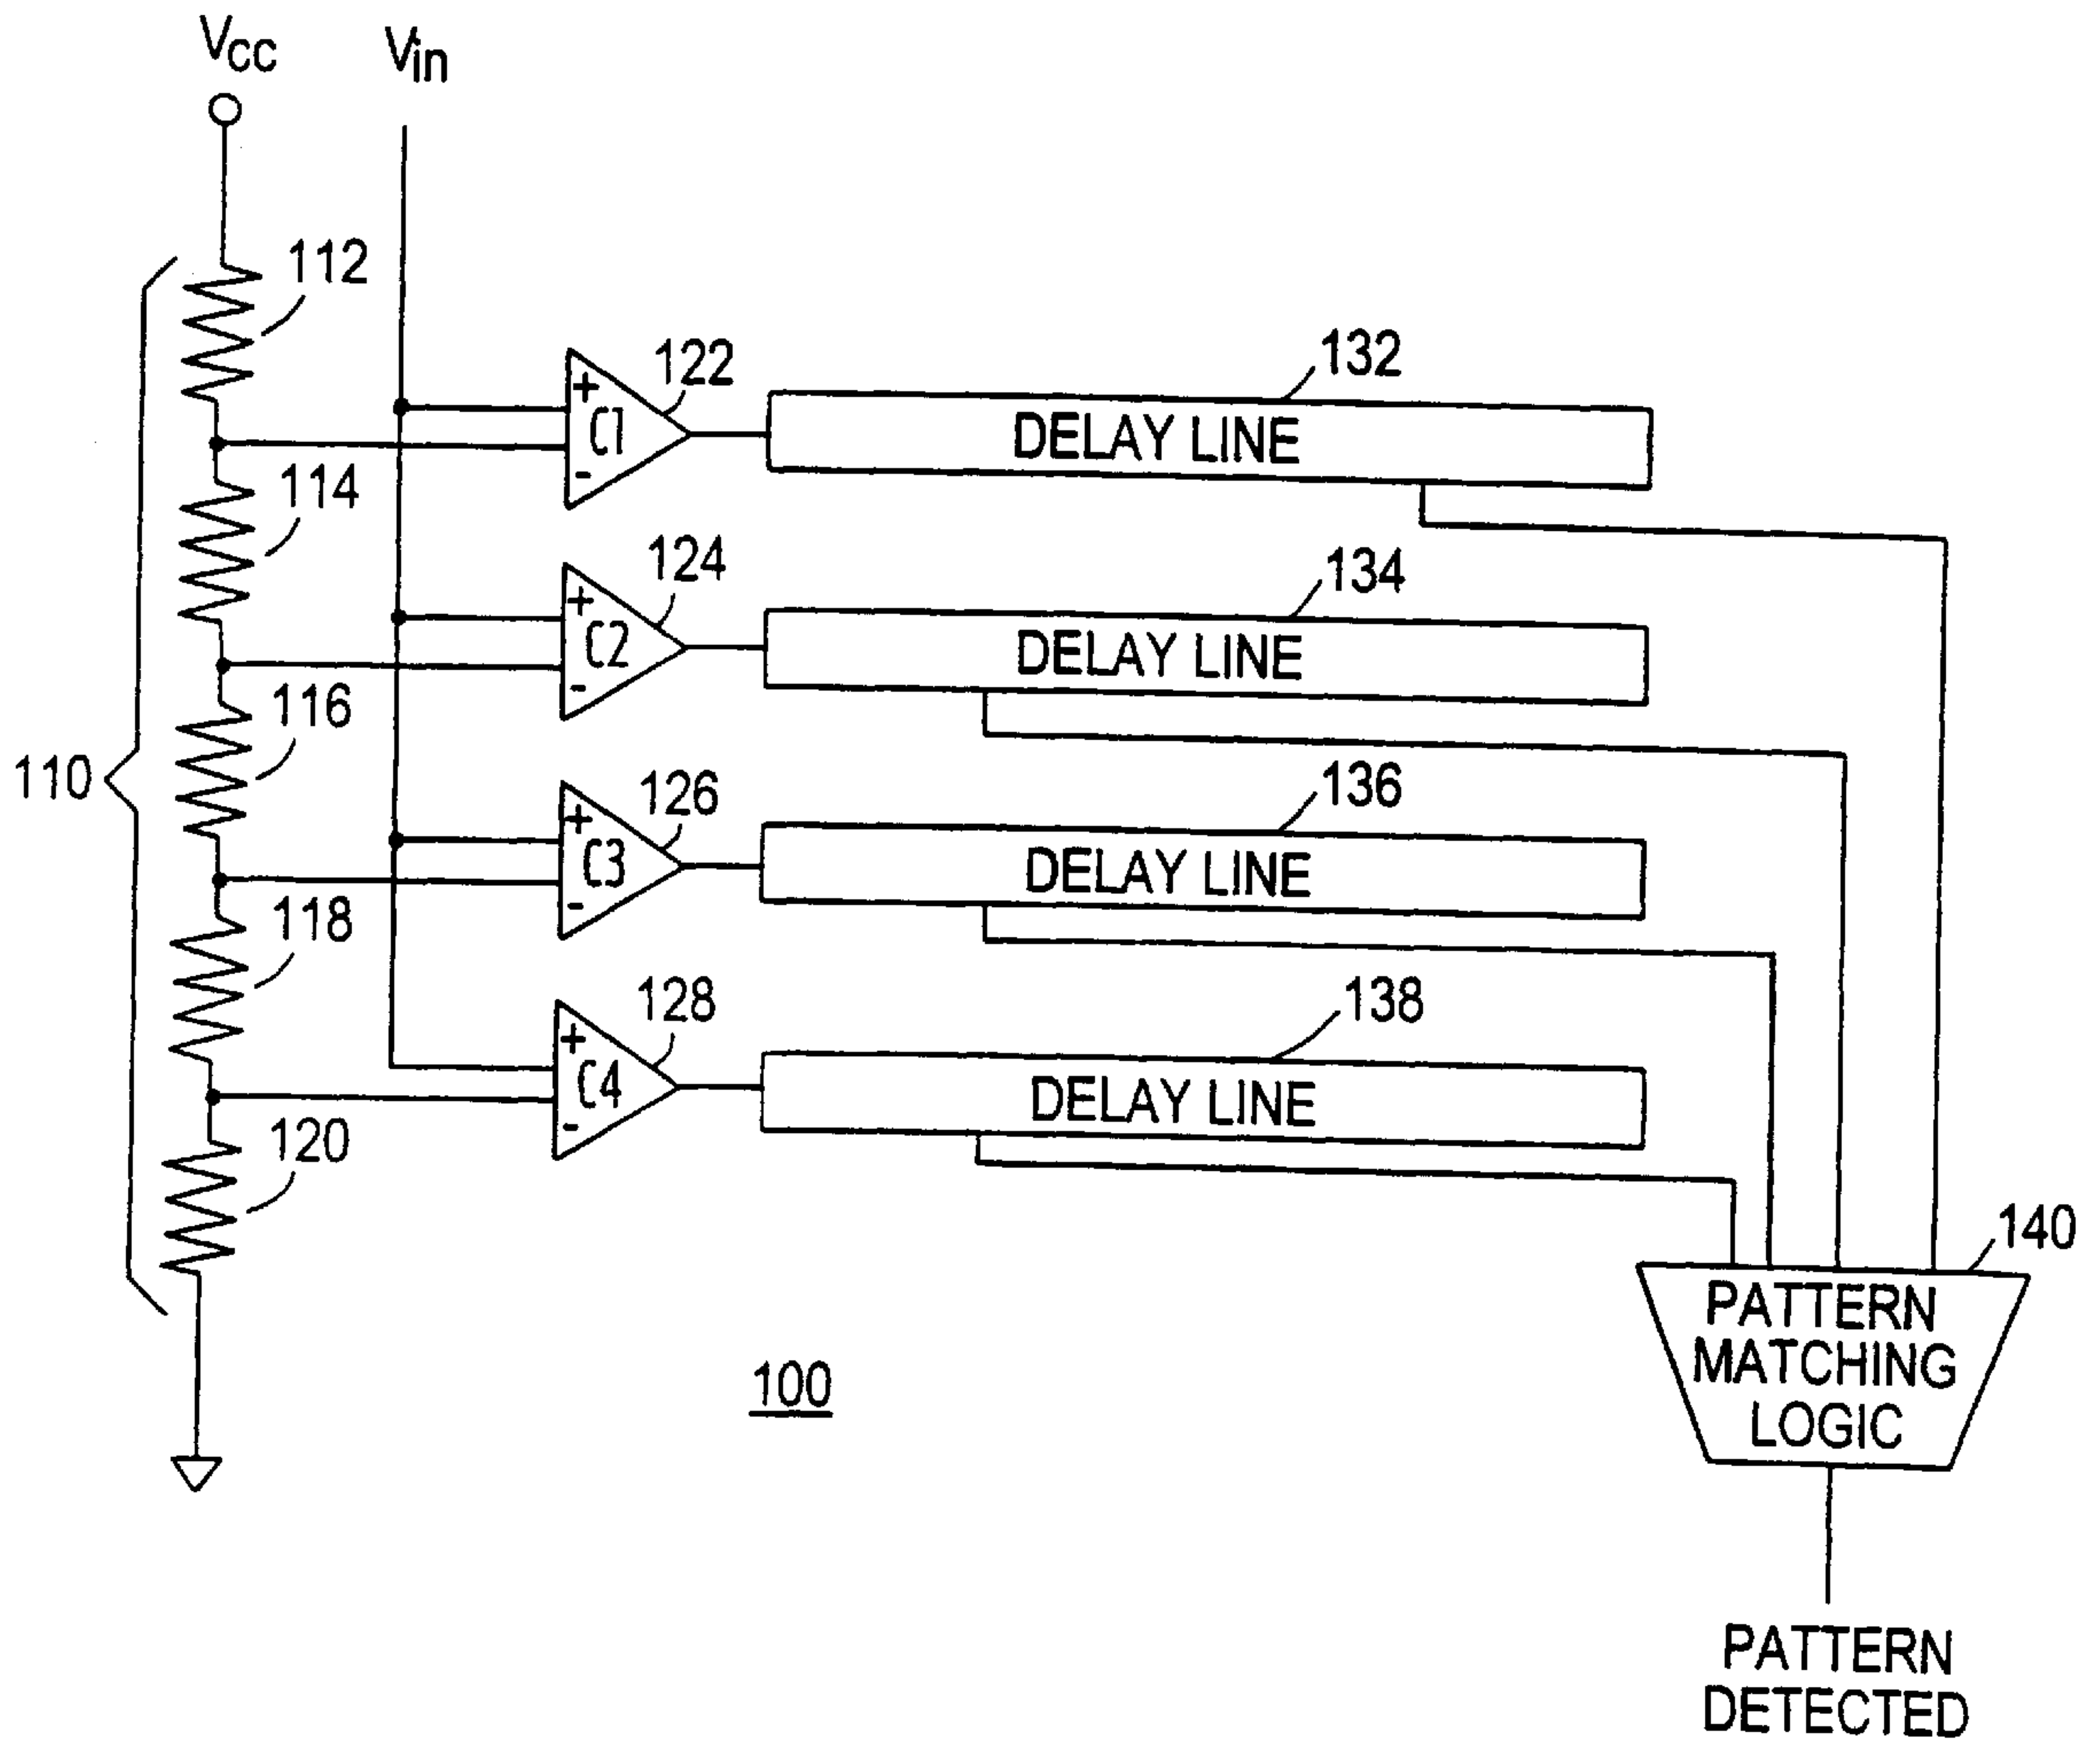 Vcc
Vin
112
122
132
+
C1
-
DELAY LINE
114
124
134
+
C2
-
DELAY LINE
116
110
126
136
+
C3
-
DELAY LINE
118
128
138
+
C4
-
DELAY LINE
120
140
PATTERN
MATCHING
LOGIC
100
PATTERN
DETECTED